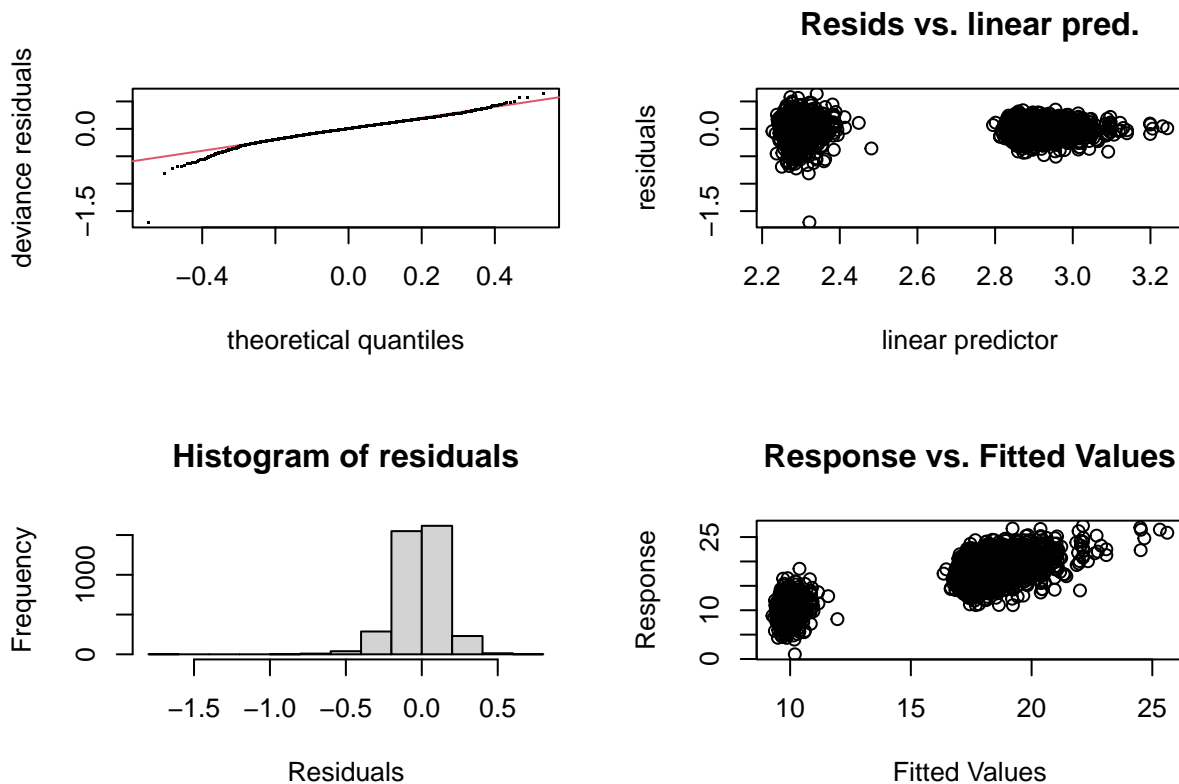 deviance residuals
0.0
−1.5
−0.4
0.0
0.2
0.4
theoretical quantiles
Resids vs. linear pred.
residuals
0.0
−1.5
2.2
2.4
2.6
2.8
3.0
3.2
linear predictor
Histogram of residuals
Frequency
1000
0
−1.5
−1.0
−0.5
0.0
0.5
Residuals
Response vs. Fitted Values
Response
25
10
0
10
15
20
25
Fitted Values